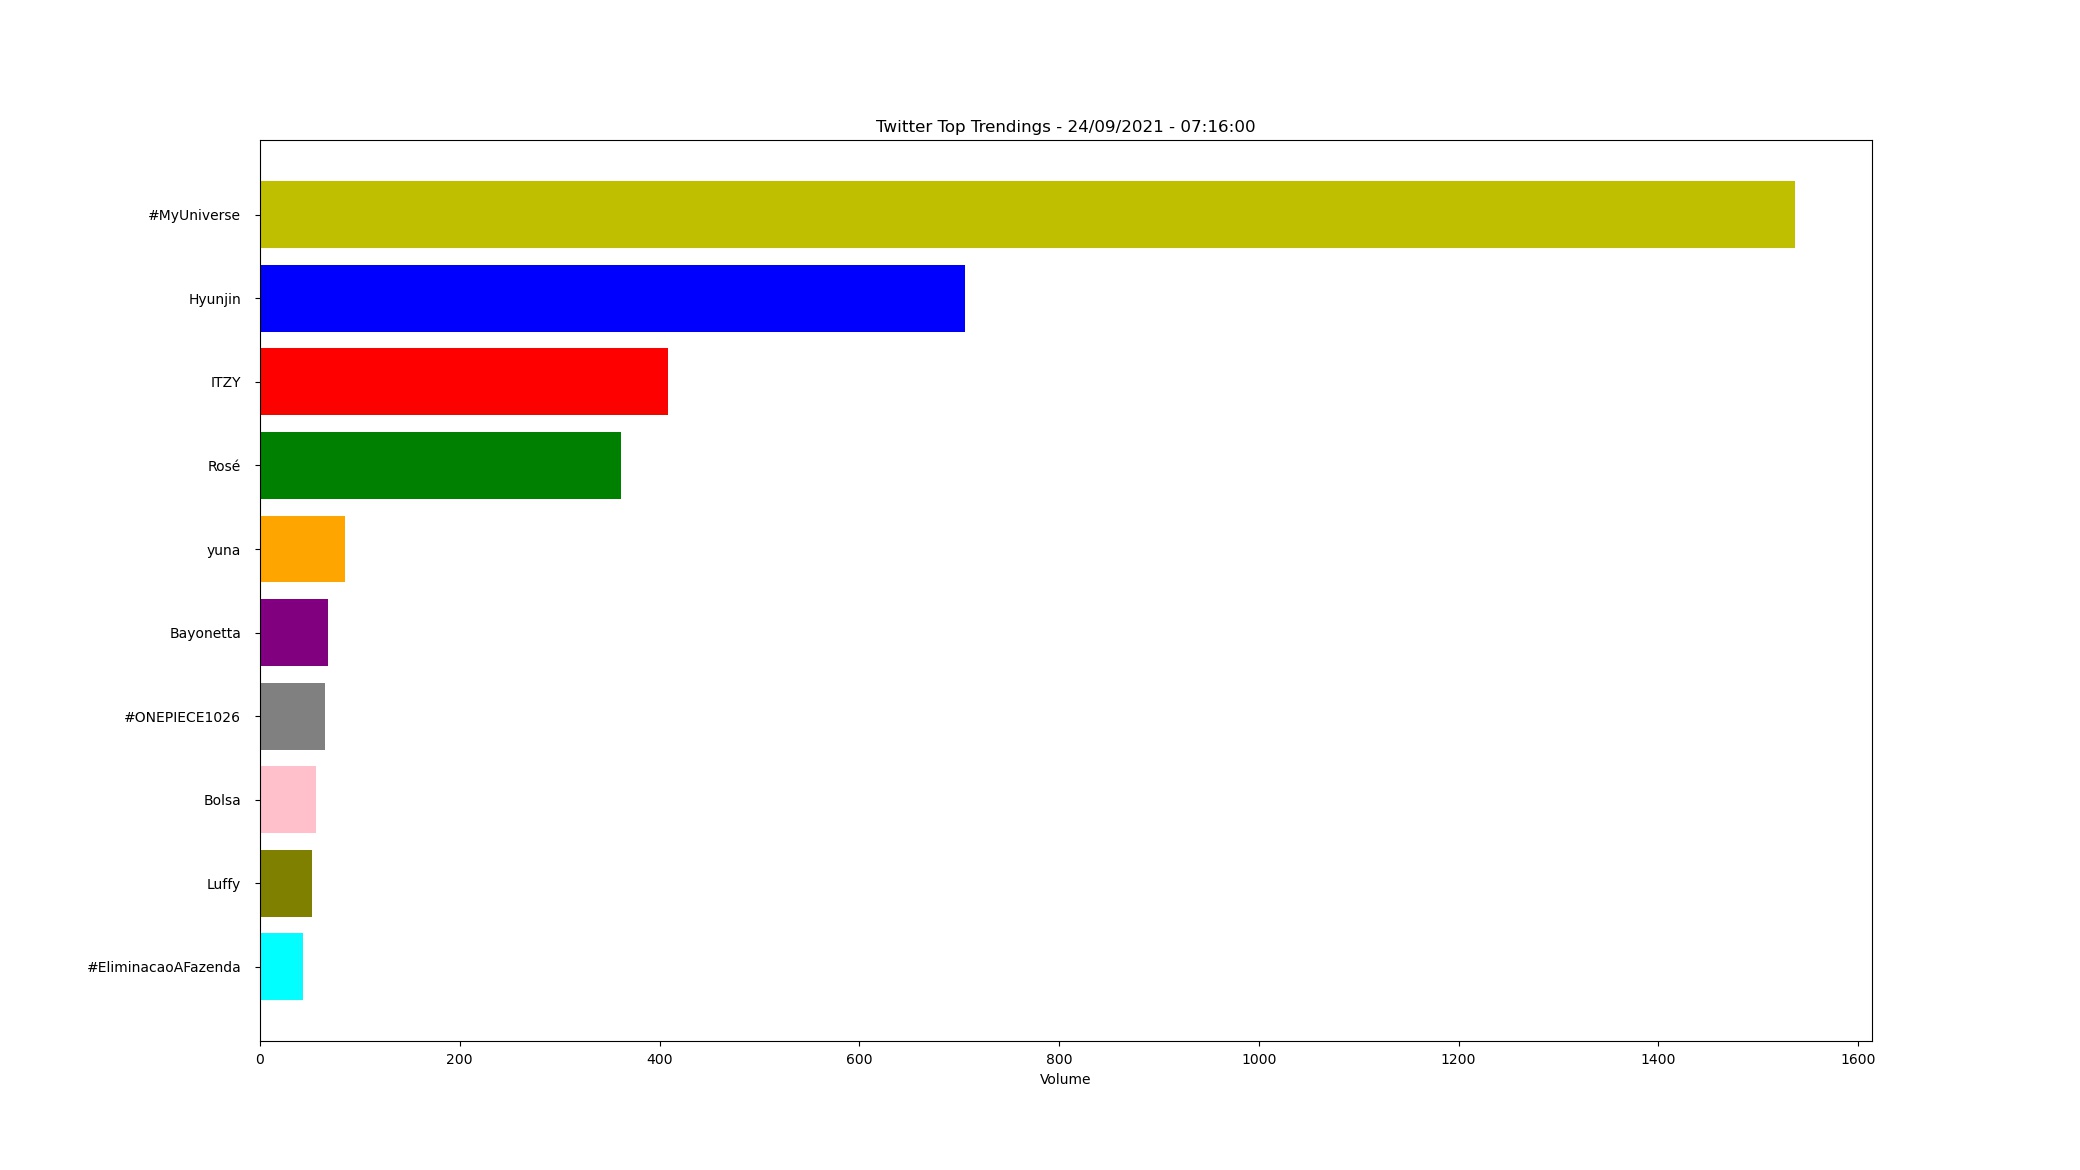 Twitter Top Trendings - 24/09/2021 - 07:16:00
#MyUniverse
Hyunjin
ITZY
Rosé
yuna
Bayonetta
#ONEPIECE1026
Bolsa
Luffy
#EliminacaoAFazenda
0 200 400 600 800 1000 1200 1400 1600
Volume